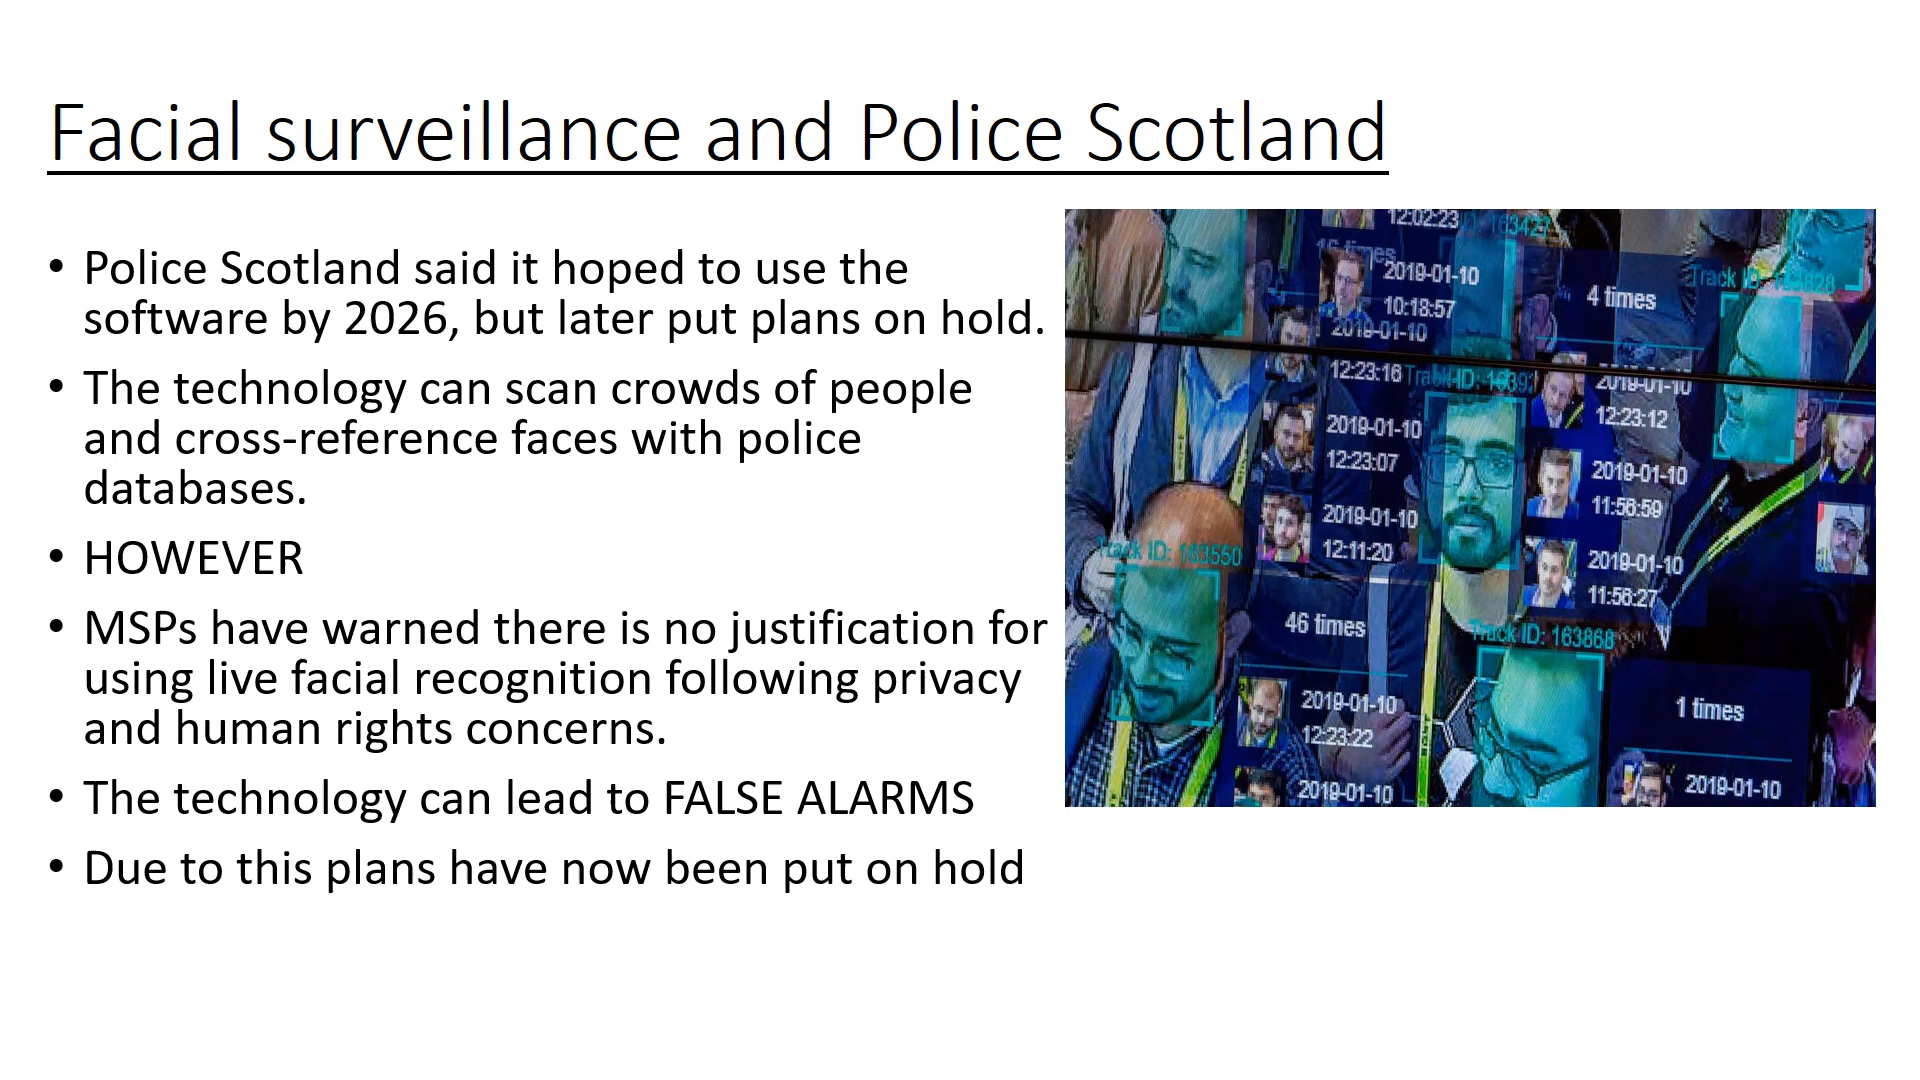 Facial surveillance and Police Scotland
• Police Scotland said it hoped to use the
software by 2026, but later put plans on hold.
• The technology can scan crowds of people
and cross-reference faces with police
databases.
• HOWEVER
• MSPs have warned there is no justification for
using live facial recognition following privacy
and human rights concerns.
• The technology can lead to FALSE ALARMS
• Due to this plans have now been put on hold
12:02:23
2019-01-10
10:18:57
2019-01-10
12:23:16
2019-01-10
12:23:07
2019-01-10
12:11:20
Track ID: 163550
46 times
2019-01-10
12:23:22
2019-01-10
4 times
2019-01-10
12:23:12
2019-01-10
11:56:59
2019-01-10
11:56:27
Track ID: 163868
1 times
2019-01-10